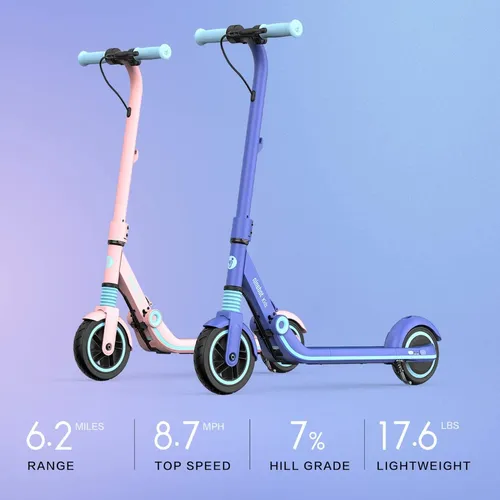 6.2 MILES
RANGE
8.7 MPH
TOP SPEED
7%
HILL GRADE
17.6 LBS
LIGHTWEIGHT